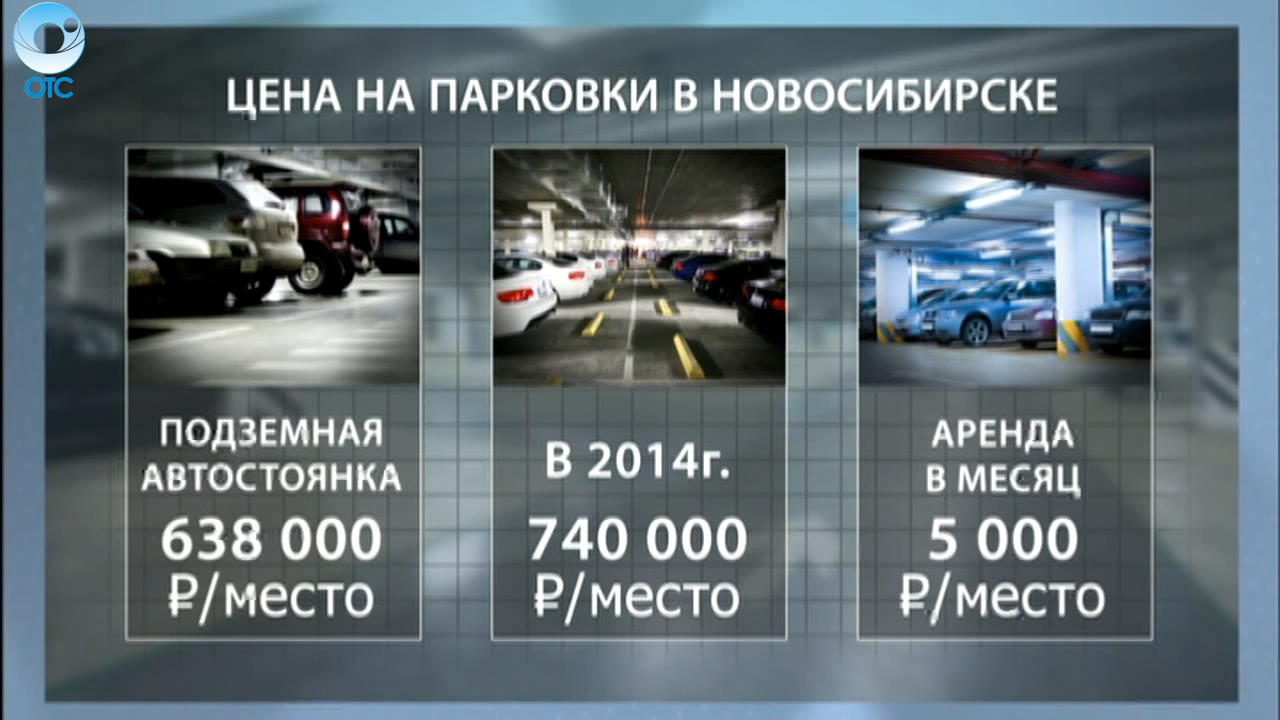 ОТС
ЦЕНА НА ПАРКОВКИ В НОВОСИБИРСКЕ
ПОДЗЕМНАЯ
АВТОСТОЯНКА
638 000
₽/место
В 2014г.
740 000
₽/место
АРЕНДА
В МЕСЯЦ
5 000
₽/место